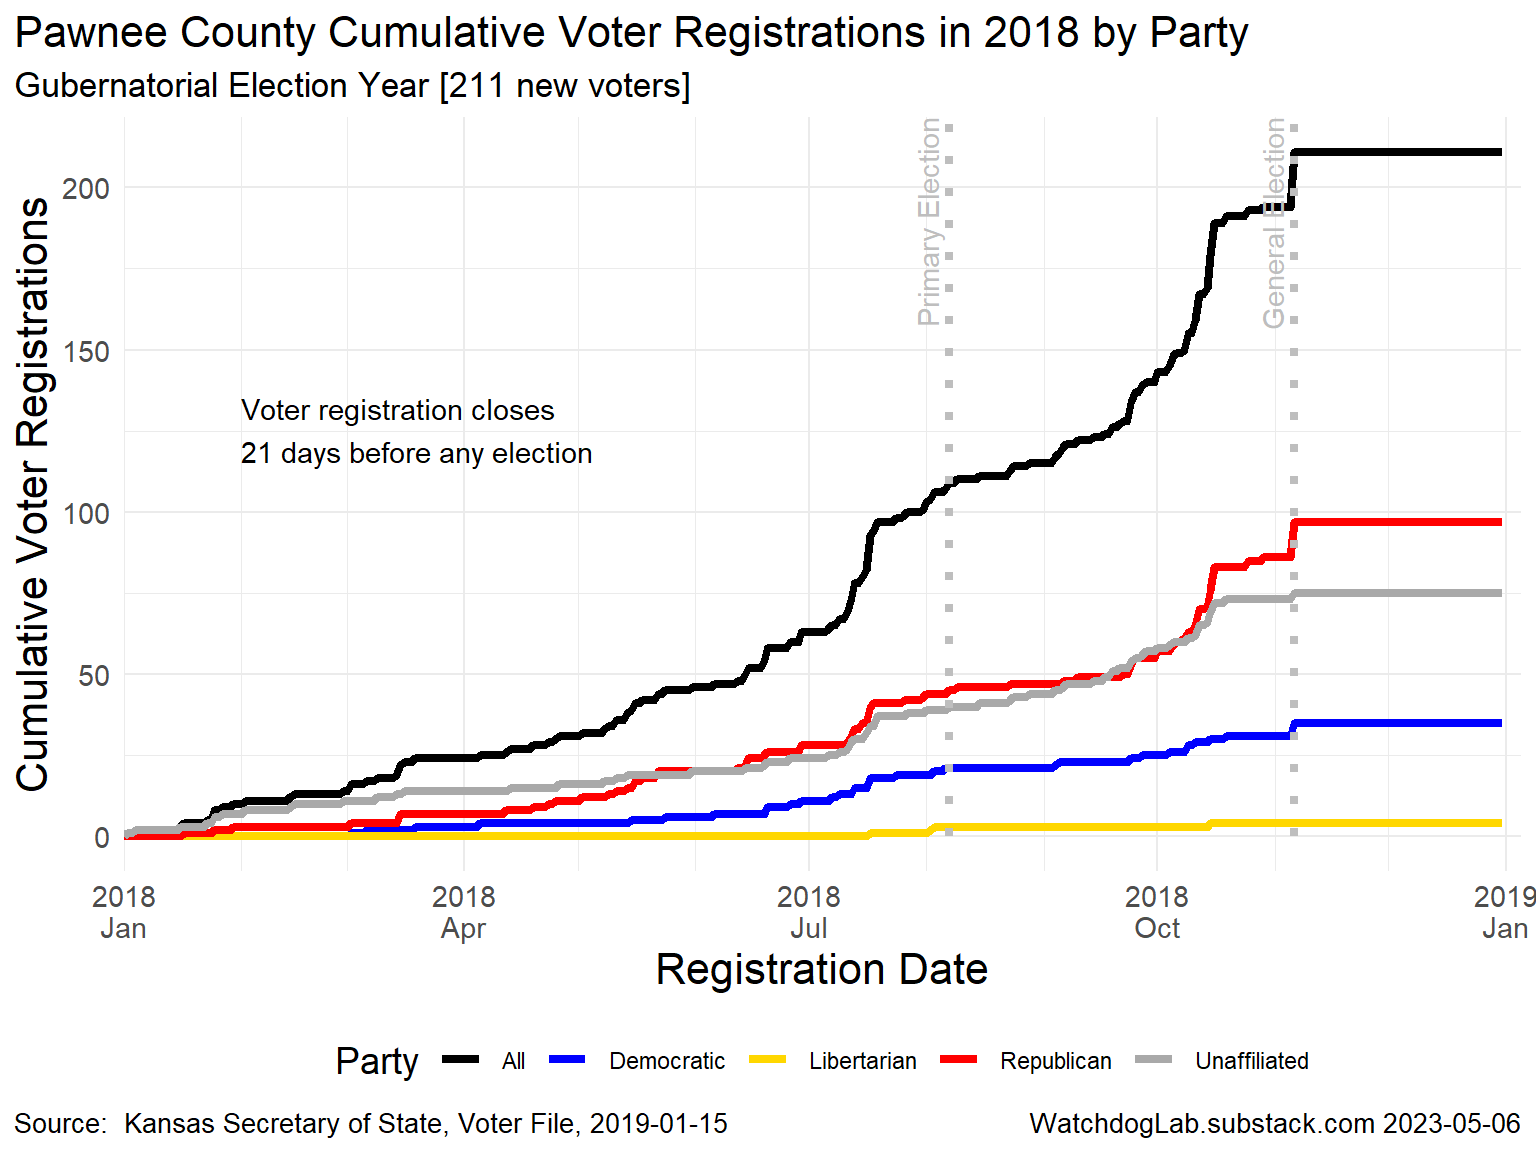 Pawnee County Cumulative Voter Registrations in 2018 by Party
Gubernatorial Election Year [211 new voters]
Cumulative Voter Registrations
200
150
100
50
0
Primary Election
General Election
Voter registration closes
21 days before any election
2018 2018 2018 2018 2019
Jan Apr Jul Oct Jan
Registration Date
Party All Democratic Libertarian Republican Unaffiliated
Source:  Kansas Secretary of State, Voter File, 2019-01-15
WatchdogLab.substack.com 2023-05-06